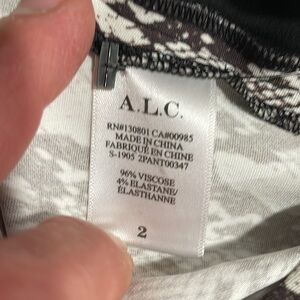 A.L.C.
RN#130801 CA#00985
MADE IN CHINA
FABRIQUÉ EN CHINE
S-1905 2PANT00347
96% VISCOSE
4% ELASTANE/
ÉLASTHANNE
2